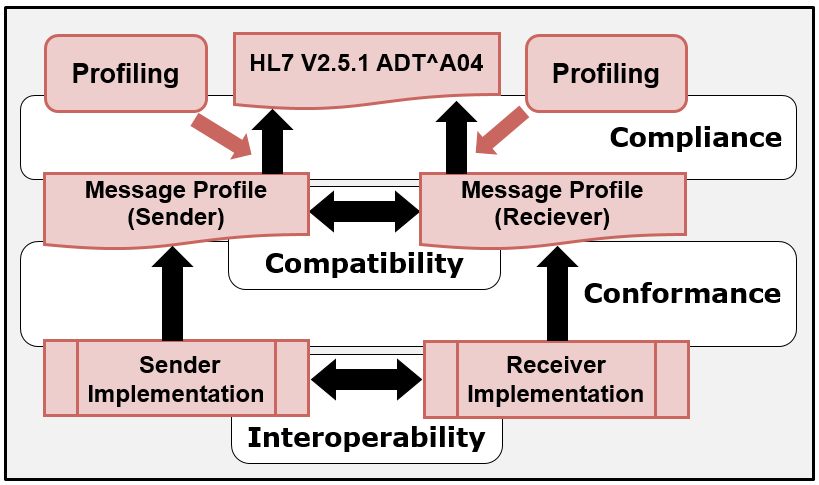 Profiling
HL7 V2.5.1 ADT^A04
Profiling
Compliance
Message Profile
(Sender)
Message Profile
(Reciever)
Compatibility
Conformance
Sender
Implementation
Receiver
Implementation
Interoperability